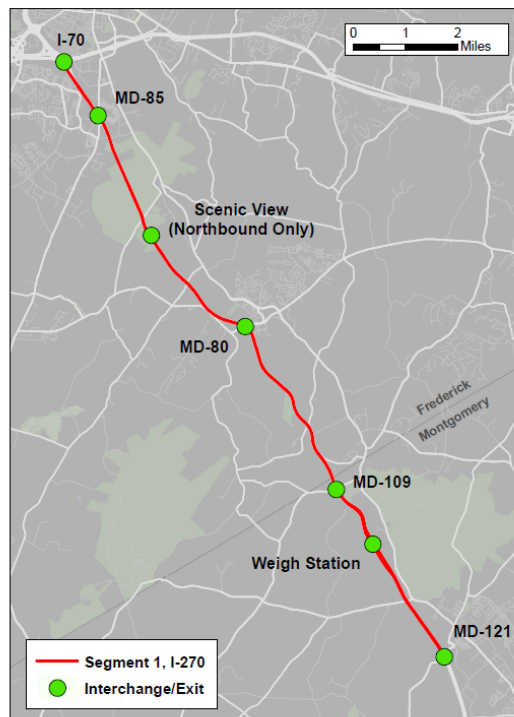 I-70
0 1 2
Miles
MD-85
Scenic View
(Northbound Only)
MD-80
Frederick
Montgomery
MD-109
Weigh Station
MD-121
Segment 1, I-270
Interchange/Exit